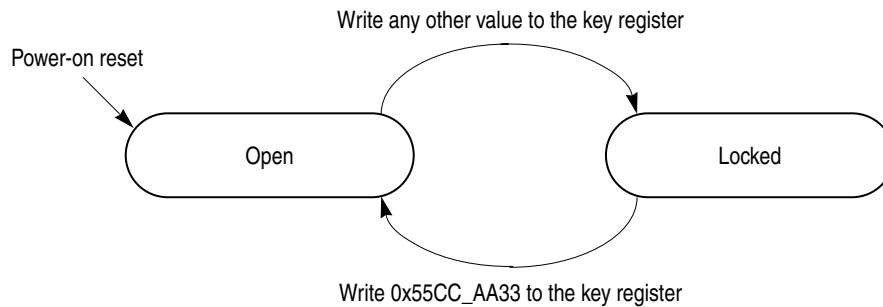 Write any other value to the key register
Power-on reset
Open
Locked
Write 0x55CC_AA33 to the key register